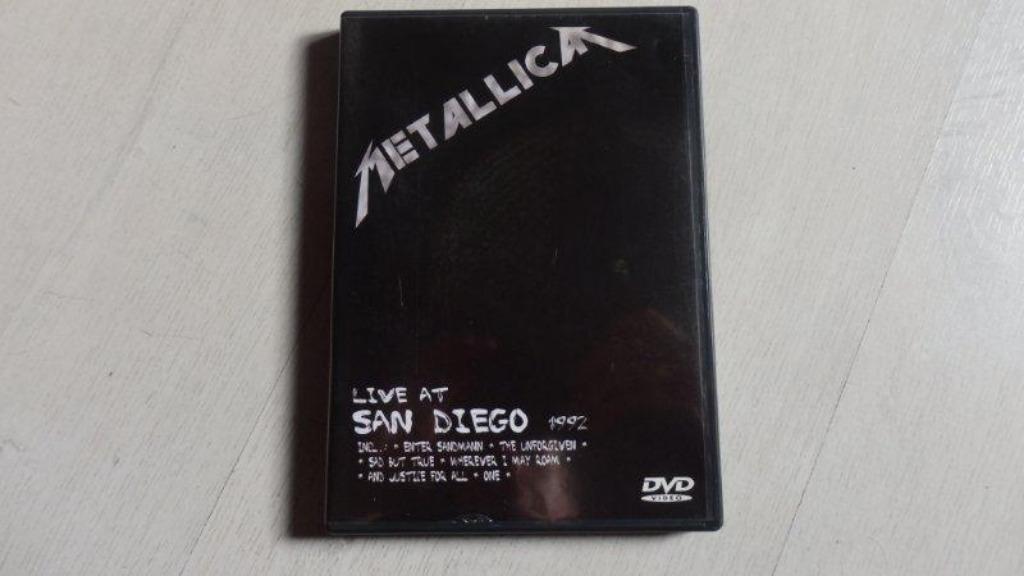 METALLICA
LIVE AT
SAN DIEGO 1992
INCL.: * ENTER SANDMANN * THE UNFORGIVEN *
* SAD BUT TRUE * WHEREVER I MAY ROAM *
* AND JUSTICE FOR ALL * ONE *
DVD
VIDEO